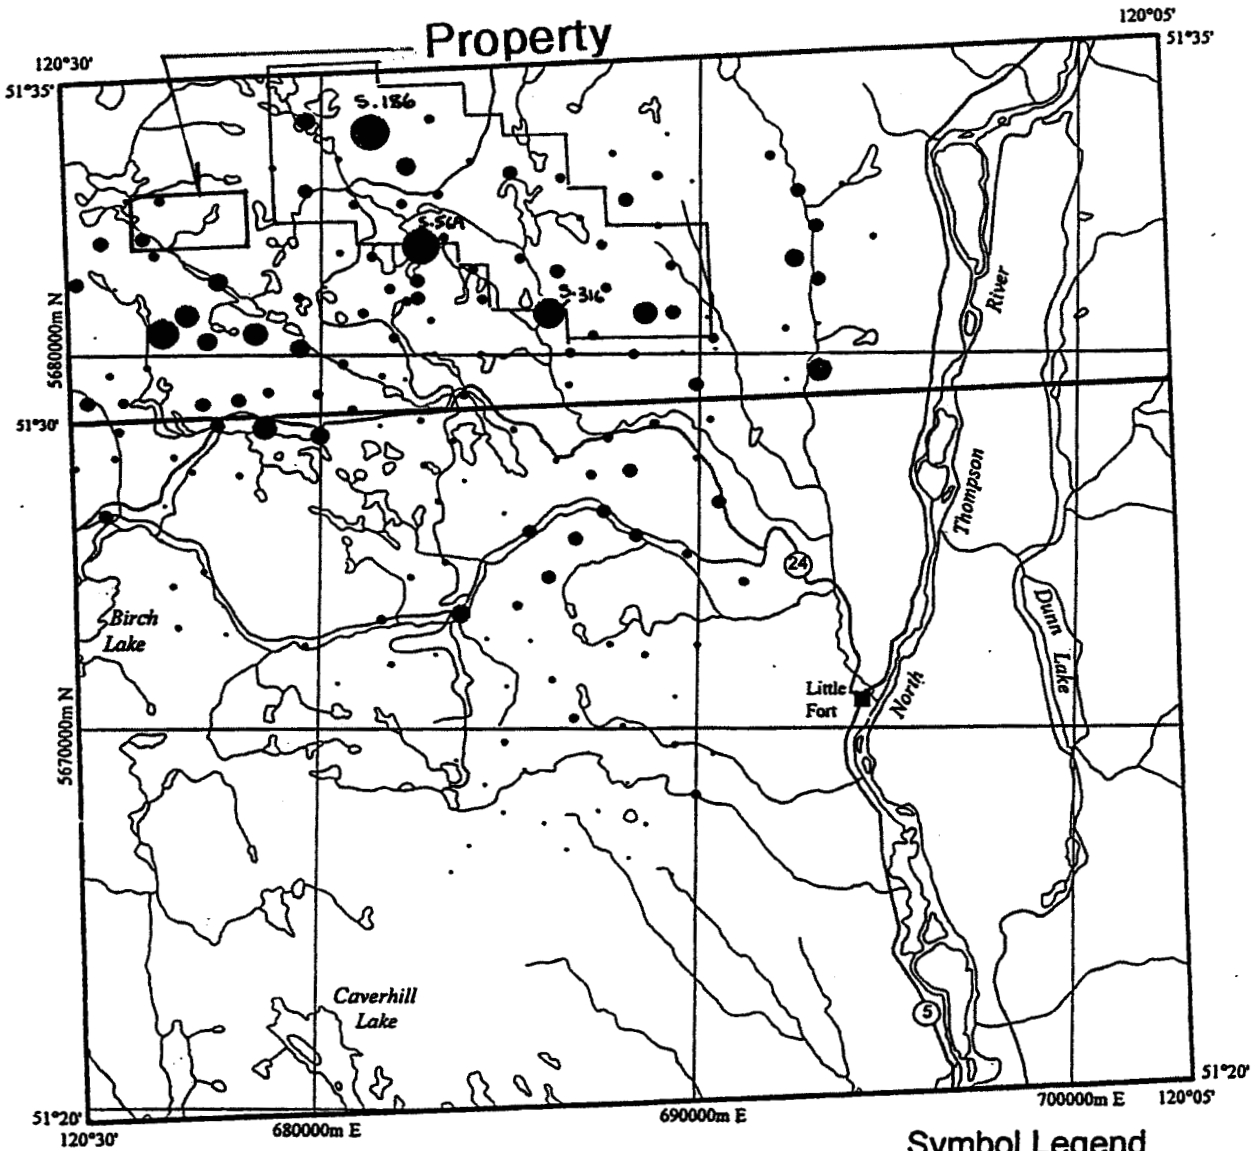 Property
120°05'
51°35'
120°30'
51°35'
S.186
S.569
S.316
5680000m N
River
51°30'
Thompson
24
Birch
Lake
Dunn Lake
Little
Fort
North
5670000m N
Caverhill
Lake
5
51°20'
51°20'
120°30'
680000m E
690000m E
700000m E
120°05'
Symbol Legend